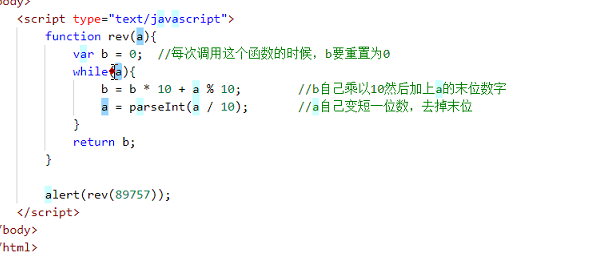 body>
<script type="text/javascript">
function rev(a){
var b = 0;  //每次调用这个函数的时候，b要重置为0
while(a){
b = b * 10 + a % 10;        //b自己乘以10然后加上a的末位数字
a = parseInt(a / 10);       //a自己变短一位数，去掉末位
}
return b;
}
alert(rev(89757));
</script>
/body>
/html>